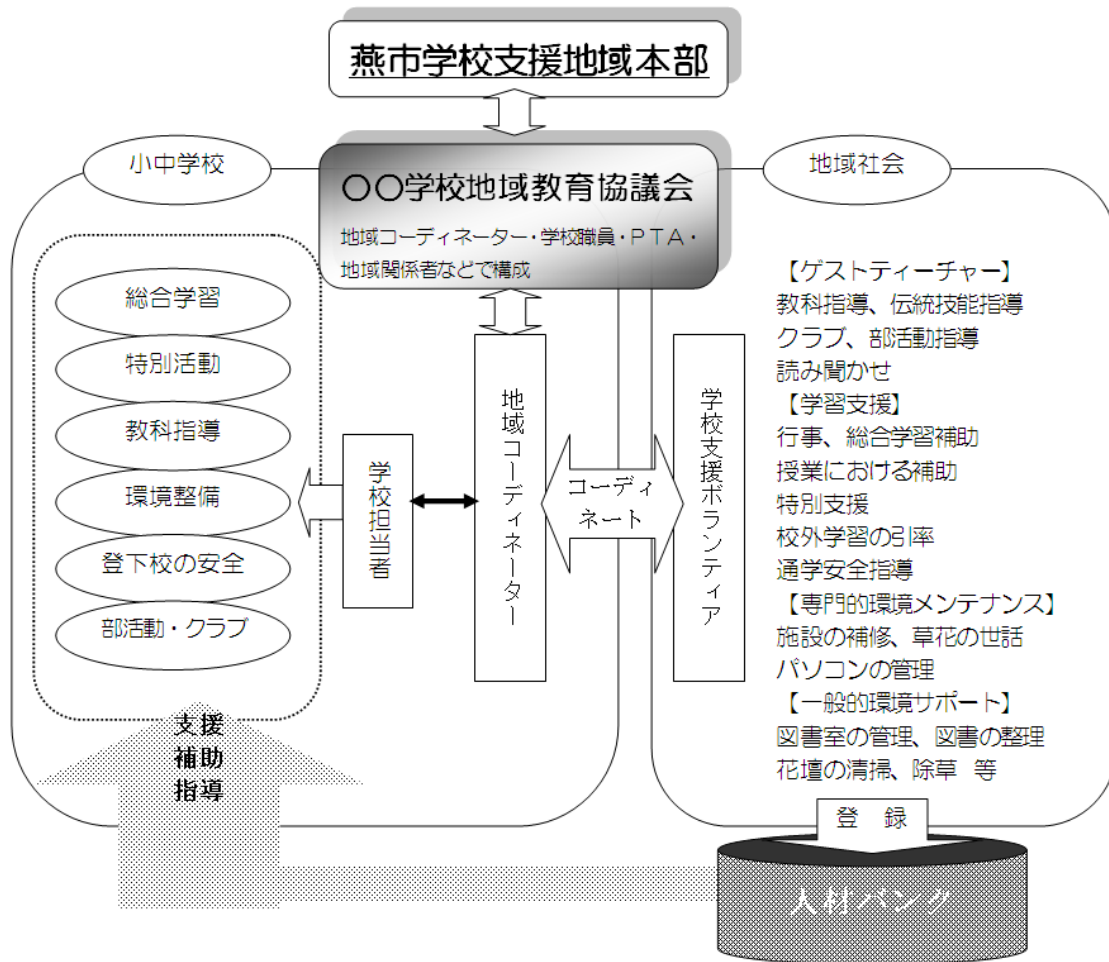 燕市学校支援地域本部
小中学校
〇〇学校地域教育協議会
地域コーディネーター・学校職員・ＰＴＡ・
地域関係者などで構成
地域社会
総合学習
特別活動
教科指導
環境整備
登下校の安全
部活動・クラブ
学校担当者
地域コーディネーター
コーディ
ネート
学校支援ボランティア
【ゲストティーチャー】
教科指導、伝統技能指導
クラブ、部活動指導
読み聞かせ
【学習支援】
行事、総合学習補助
授業における補助
特別支援
校外学習の引率
通学安全指導
【専門的環境メンテナンス】
施設の補修、草花の世話
パソコンの管理
【一般的環境サポート】
図書室の管理、図書の整理
花壇の清掃、除草 等
支援
補助
指導
登 録
人材バンク